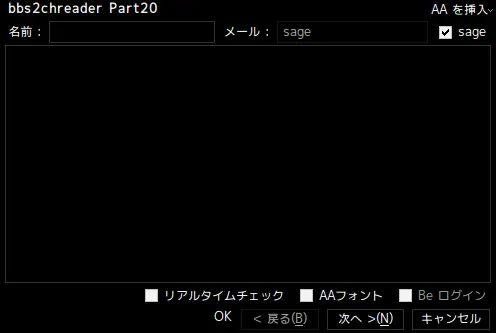 bbs2chreader Part20
AA を挿入
名前： メール： sage sage
リアルタイムチェック AAフォント Be ログイン
OK < 戻る(B) 次へ >(N) キャンセル